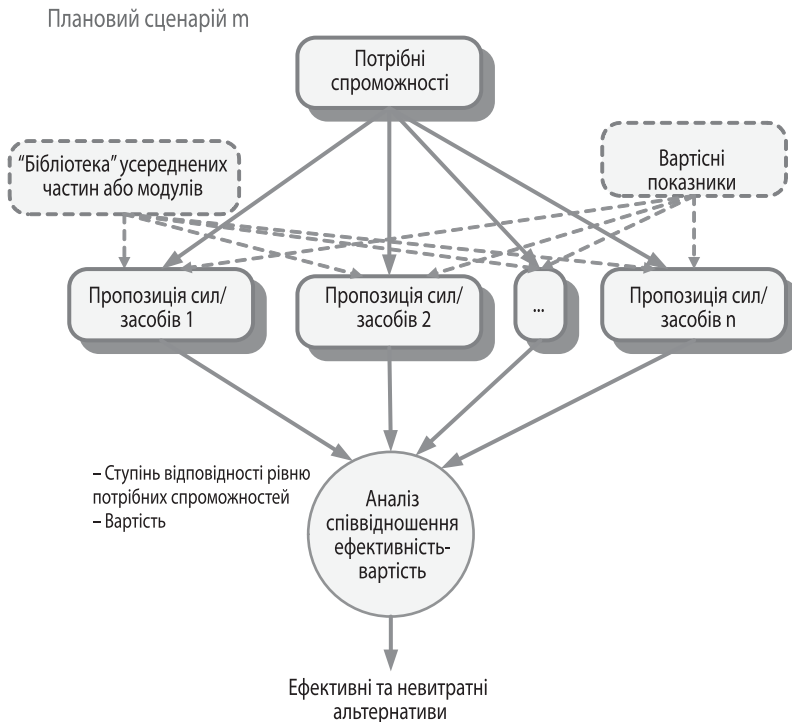 Плановий сценарій m
Потрібні
спроможності
“Бібліотека” усереднених
частин або модулів
Вартісні
показники
Пропозиція сил/
засобів 1
Пропозиція сил/
засобів 2
...
Пропозиція сил/
засобів n
– Ступінь відповідності рівню
потрібних спроможностей
– Вартість
Аналіз
співвідношення
ефективність-
вартість
Ефективні та невитратні
альтернативи